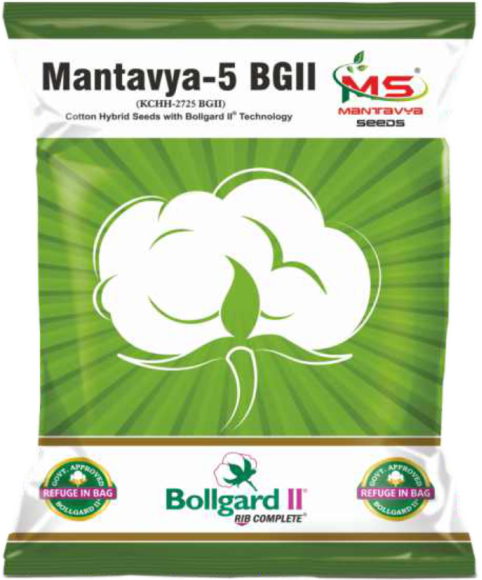 Mantavya-5 BGII
(KCHH-2725 BGII)
Cotton Hybrid Seeds with Bollgard II® Technology
MS®
MANTAVYA
SEEDS
GOVT. APPROVED
REFUGE IN BAG
BOLLGARD II®
Bollgard II®
RIB COMPLETE®
GOVT. APPROVED
REFUGE IN BAG
BOLLGARD II®